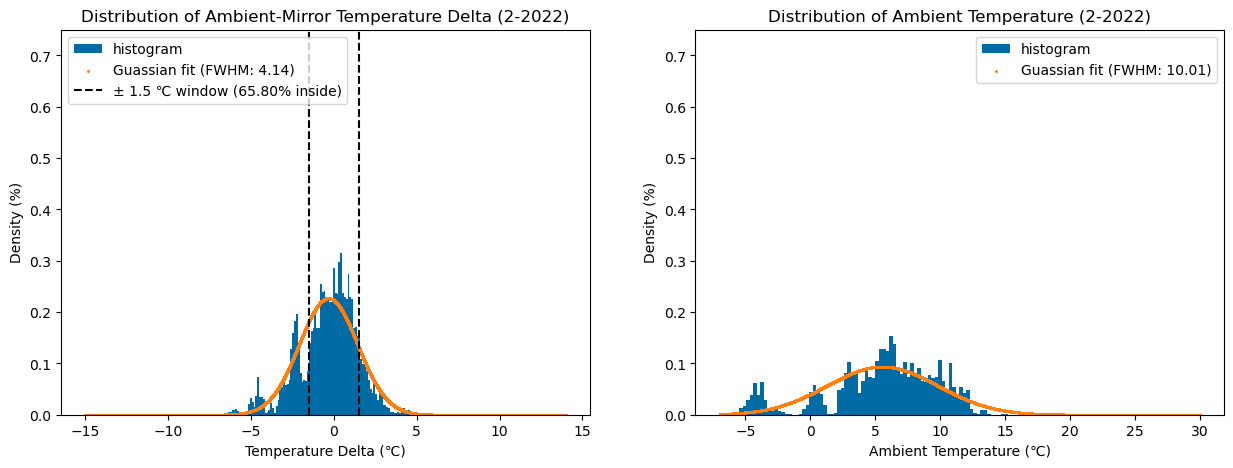 Distribution of Ambient-Mirror Temperature Delta (2-2022)
histogram
Guassian fit (FWHM: 4.14)
± 1.5 ℃ window (65.80% inside)
0.7
0.6
0.5
0.4
0.3
0.2
0.1
0.0
Density (%)
−15 −10 −5 0 5 10 15
Temperature Delta (℃)
Distribution of Ambient Temperature (2-2022)
histogram
Guassian fit (FWHM: 10.01)
0.7
0.6
0.5
0.4
0.3
0.2
0.1
0.0
Density (%)
−5 0 5 10 15 20 25 30
Ambient Temperature (℃)